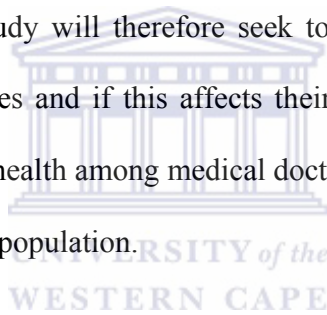 udy will therefore seek to
es and if this affects their
health among medical doct
population.
UNIVERSITY of the
WESTERN CAPE